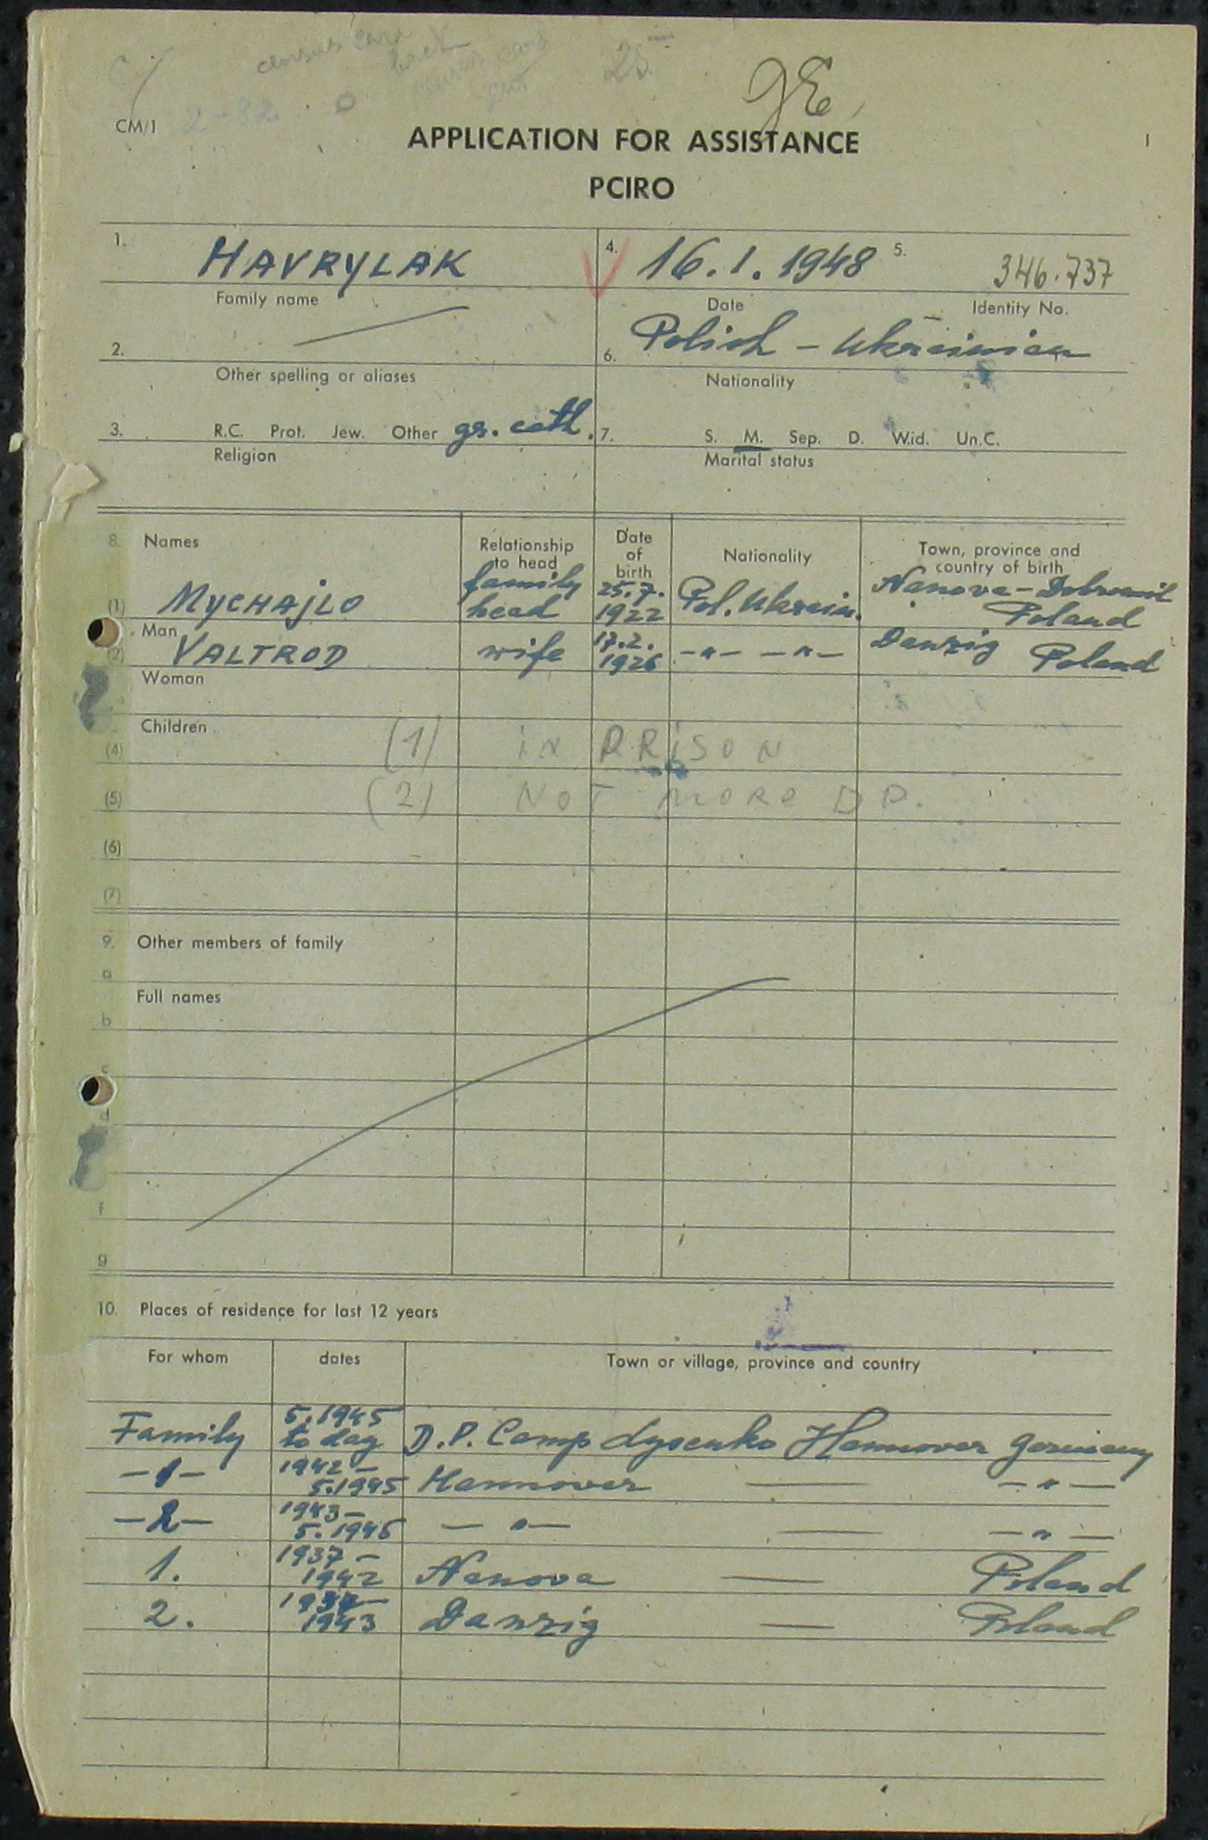 census card
back
census card
25
2-82
gE
CM/1
1
APPLICATION FOR ASSISTANCE
PCIRO
1. HAVRYLAK
Family name
4. 16.1.1948
Date
5. 346.737
Identity No.
2.
Other spelling or aliases
6. Polish - Ukrainian
Nationality
3. R.C. Prot. Jew. Other gr. cath.
Religion
7. S. M. Sep. D. Wid. Un.C.
Marital status
8. Names Relationship to head Date of birth Nationality Town, province and country of birth
(1) MYCHAJLO family head 25.7.1922 Pol. Ukrain. Nanova - Dobromil Poland
Man
(2) VALTROD wife 17.2.1926 -"- -"- Danzig Poland
Woman
Children
(4) (1) iN PRiSON
(5) (2) NOT MORE D P.
(6)
(7)
9. Other members of family
a
Full names
b
c
d
f
g
10. Places of residence for last 12 years
For whom dates Town or village, province and country
Family 5.1945 to day D.P. Camp Lysenko Hannover Germany
-1- 1942 - 5.1945 Hannover — -"-
-2- 1943 - 5.1945 -"- — -"-
1. 1937 - 1942 Nanova — Poland
2. 1937 - 1943 Danzig — Poland